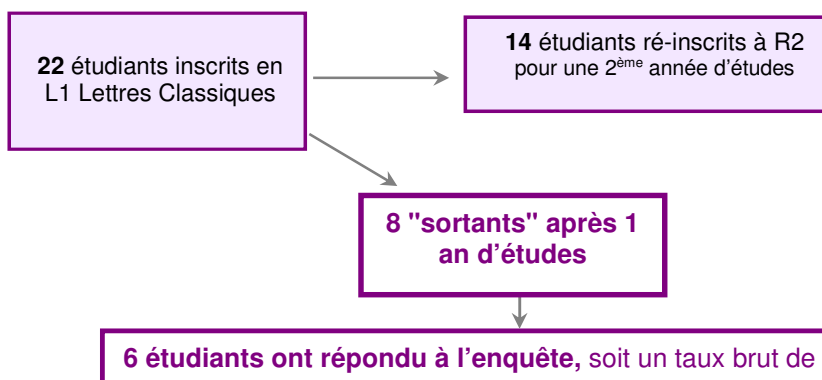 22 étudiants inscrits en
L1 Lettres Classiques
14 étudiants ré-inscrits à R2
pour une 2ème année d'études
8 "sortants" après 1
an d'études
6 étudiants ont répondu à l'enquête, soit un taux brut de